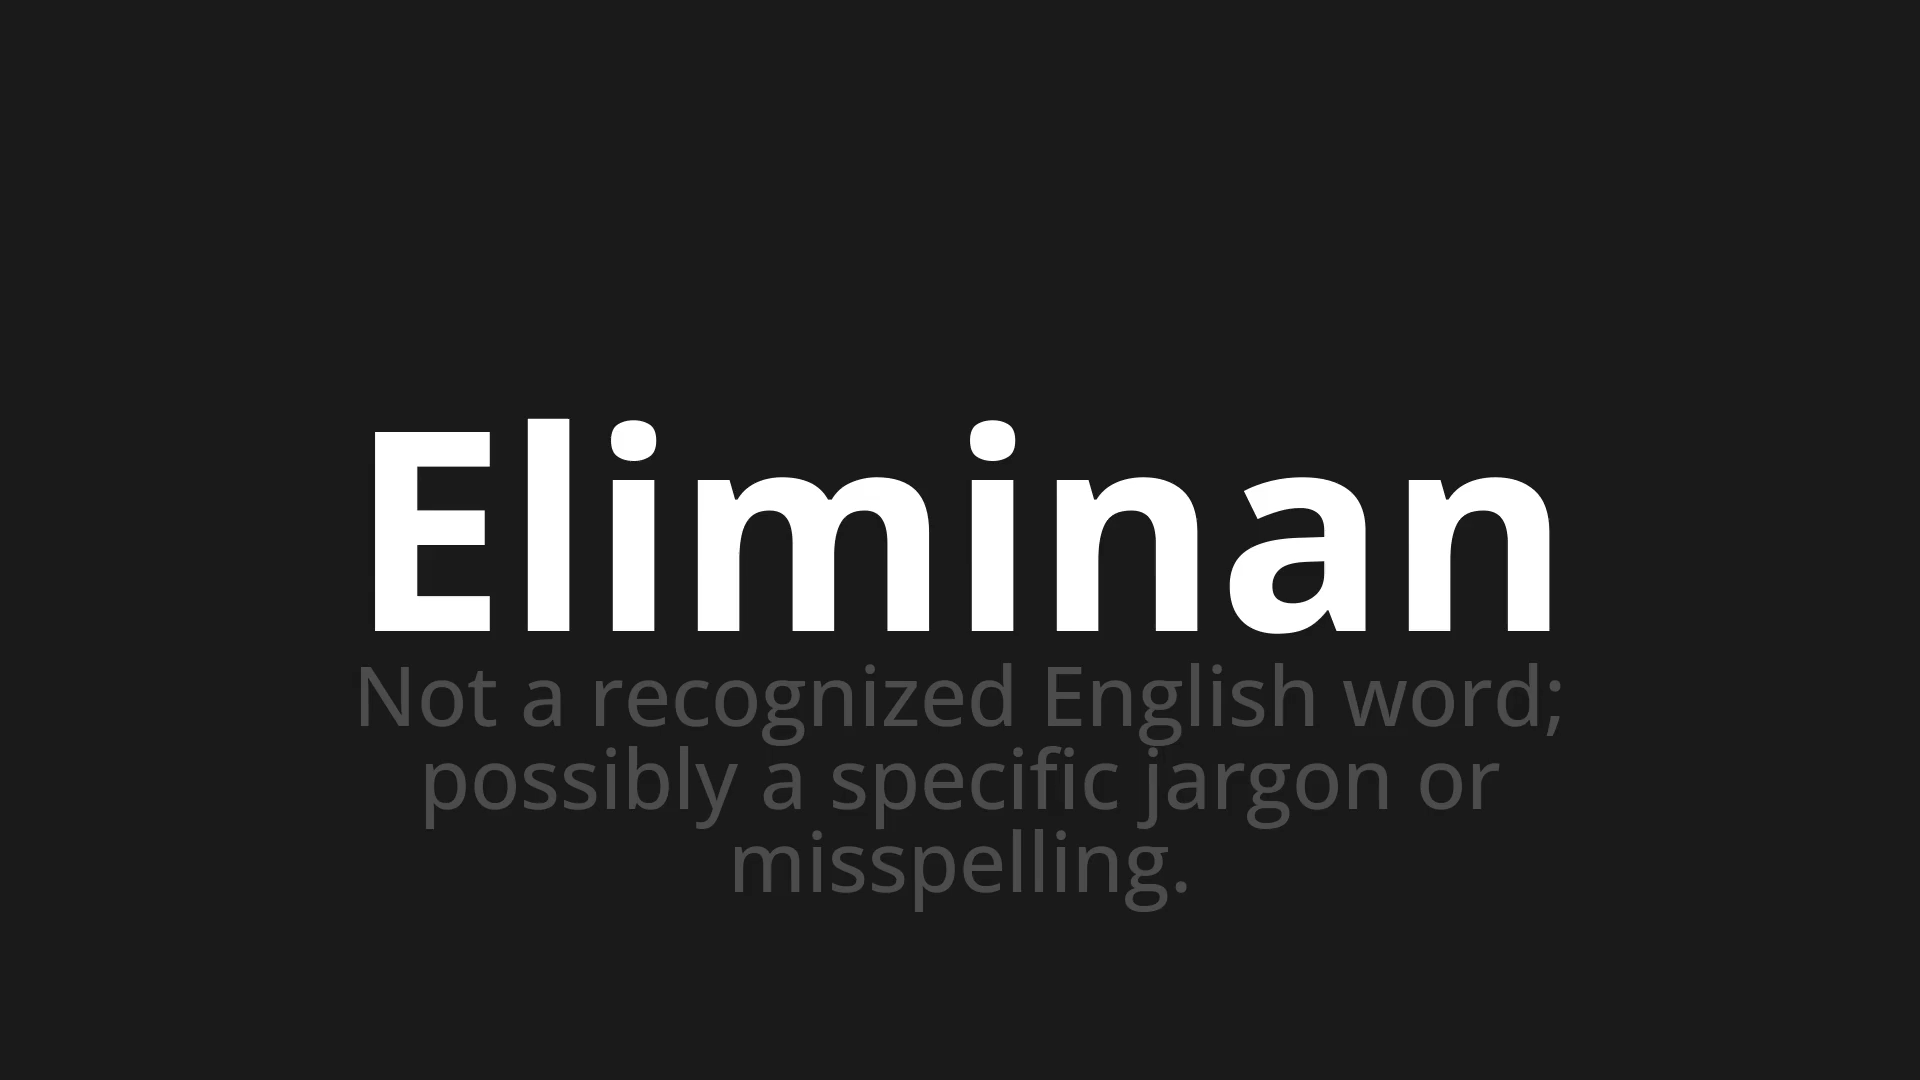 Eliminan
Not a recognized English word;
possibly a specific jargon or
misspelling.